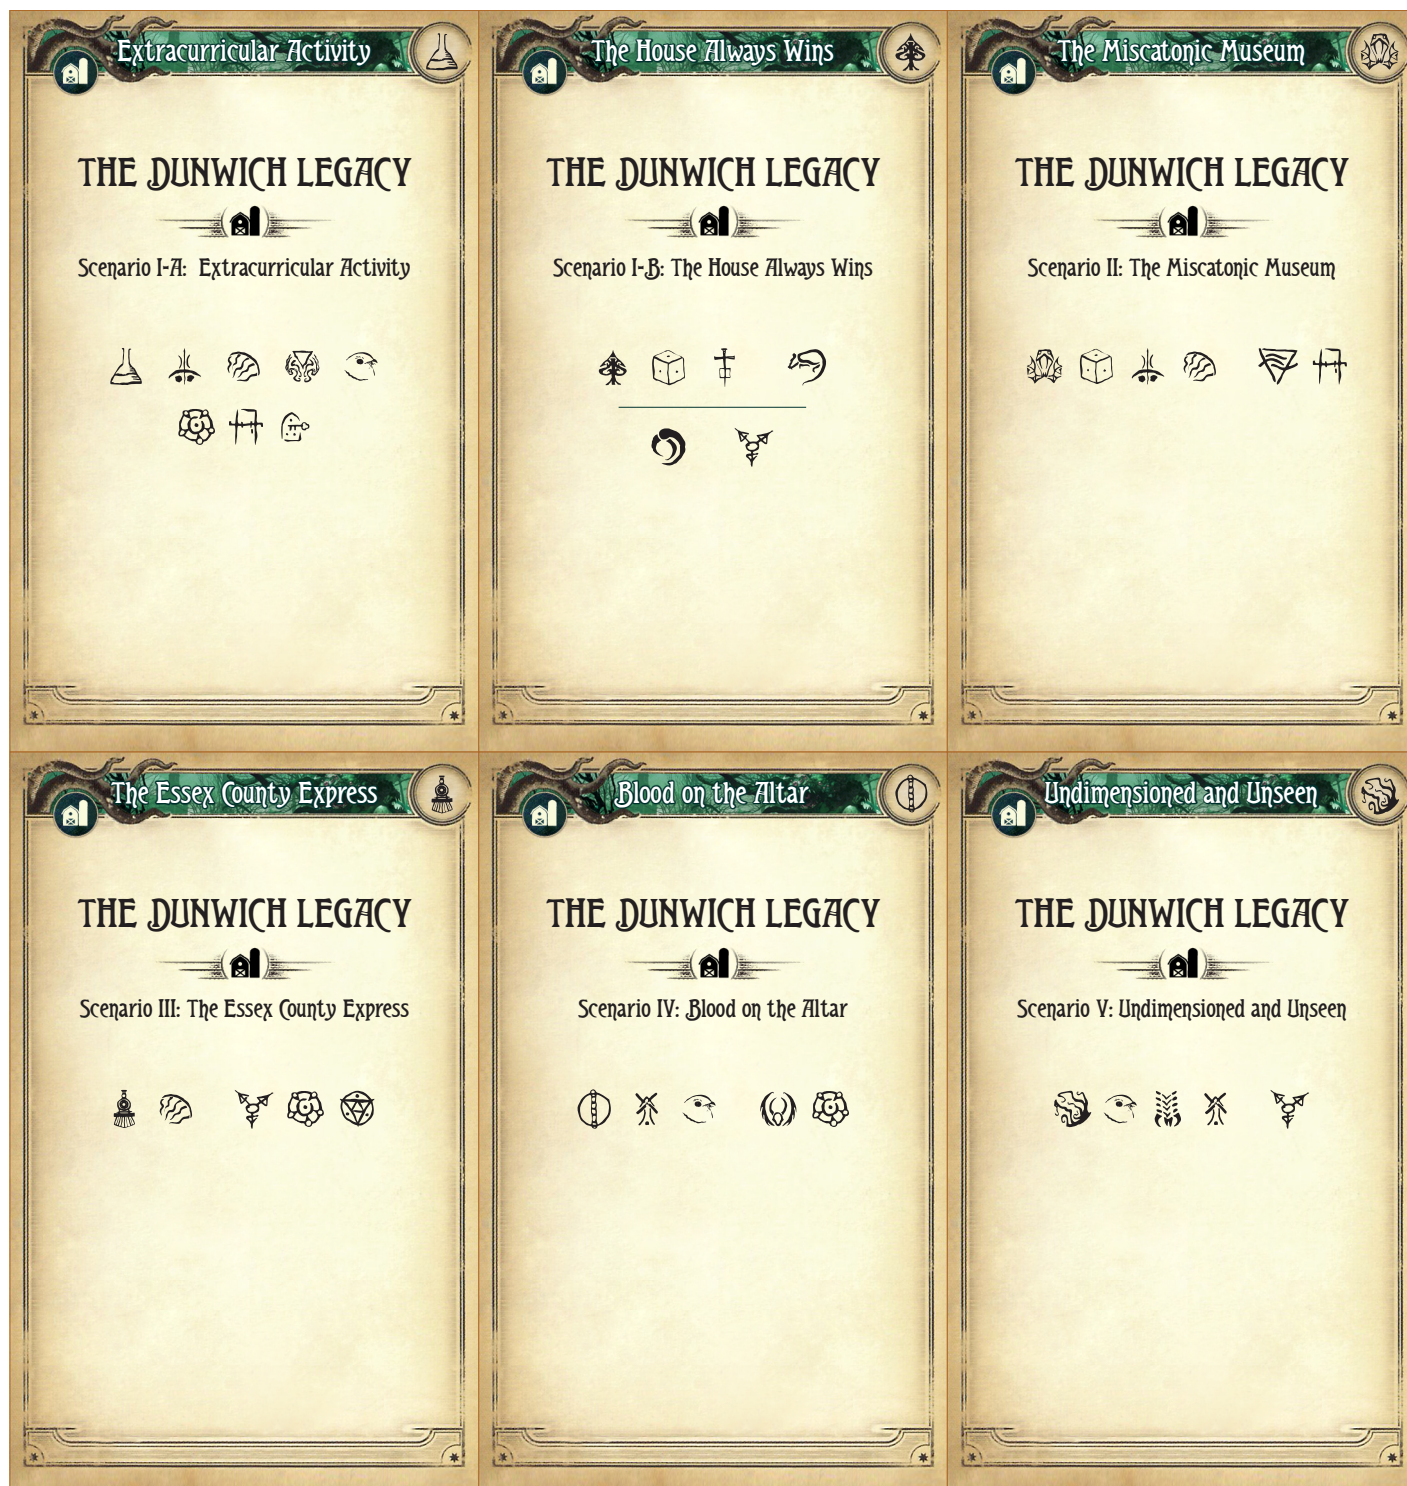 Extracurricular Activity
THE DUNWICH LEGACY
Scenario I-A: Extracurricular Activity
The House Always Wins
THE DUNWICH LEGACY
Scenario I-B: The House Always Wins
The Miscatonic Museum
THE DUNWICH LEGACY
Scenario II: The Miscatonic Museum
The Essex County Express
THE DUNWICH LEGACY
Scenario III: The Essex County Express
Blood on the Altar
THE DUNWICH LEGACY
Scenario IV: Blood on the Altar
Undimensioned and Unseen
THE DUNWICH LEGACY
Scenario V: Undimensioned and Unseen